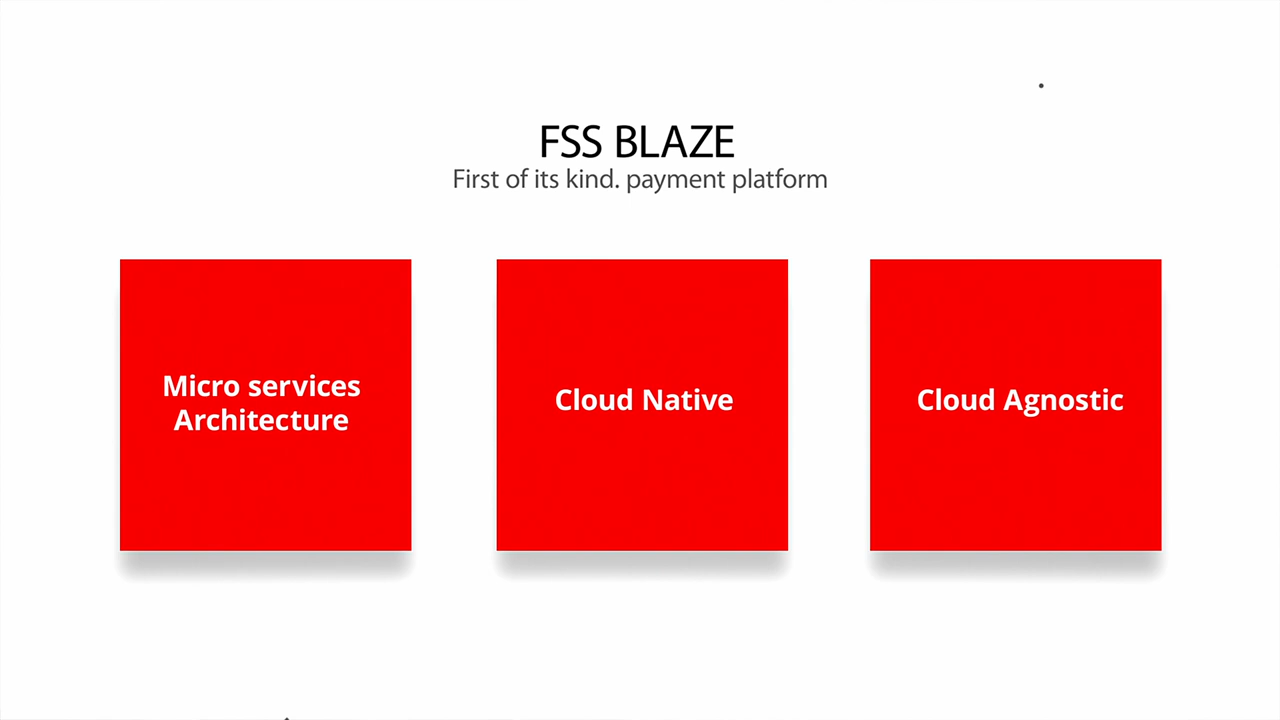 FSS BLAZE
First of its kind. payment platform
Micro services
Architecture
Cloud Native
Cloud Agnostic